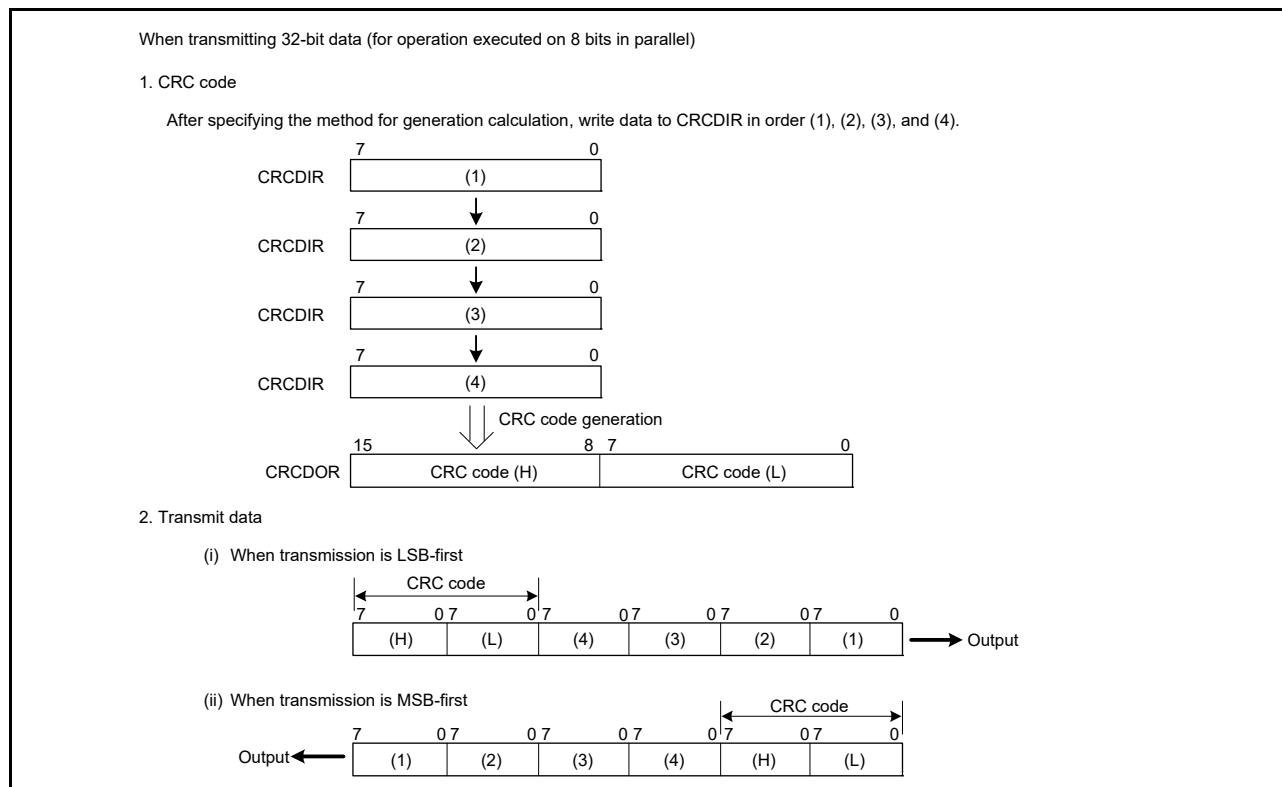 When transmitting 32-bit data (for operation executed on 8 bits in parallel)
1. CRC code
After specifying the method for generation calculation, write data to CRCDIR in order (1), (2), (3), and (4).
7 0
CRCDIR (1)
7 0
CRCDIR (2)
7 0
CRCDIR (3)
7 0
CRCDIR (4)
CRC code generation
15 8 7 0
CRCDOR CRC code (H) CRC code (L)
2. Transmit data
(i) When transmission is LSB-first
CRC code
7 0 7 0 7 0 7 0 7 0 7 0
(H) (L) (4) (3) (2) (1) Output
(ii) When transmission is MSB-first
CRC code
7 0 7 0 7 0 7 0 7 0 7 0
Output (1) (2) (3) (4) (H) (L)